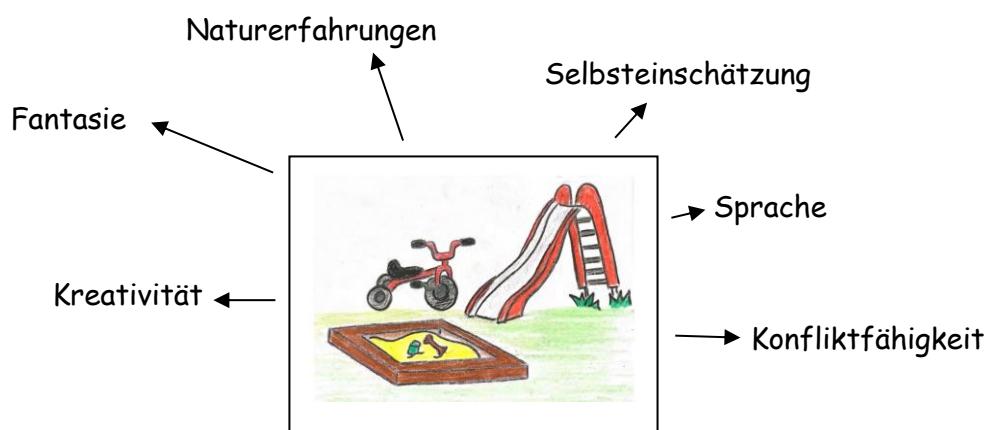 Naturerfahrungen
Selbsteinschätzung
Fantasie
Sprache
Kreativität
Konfliktfähigkeit